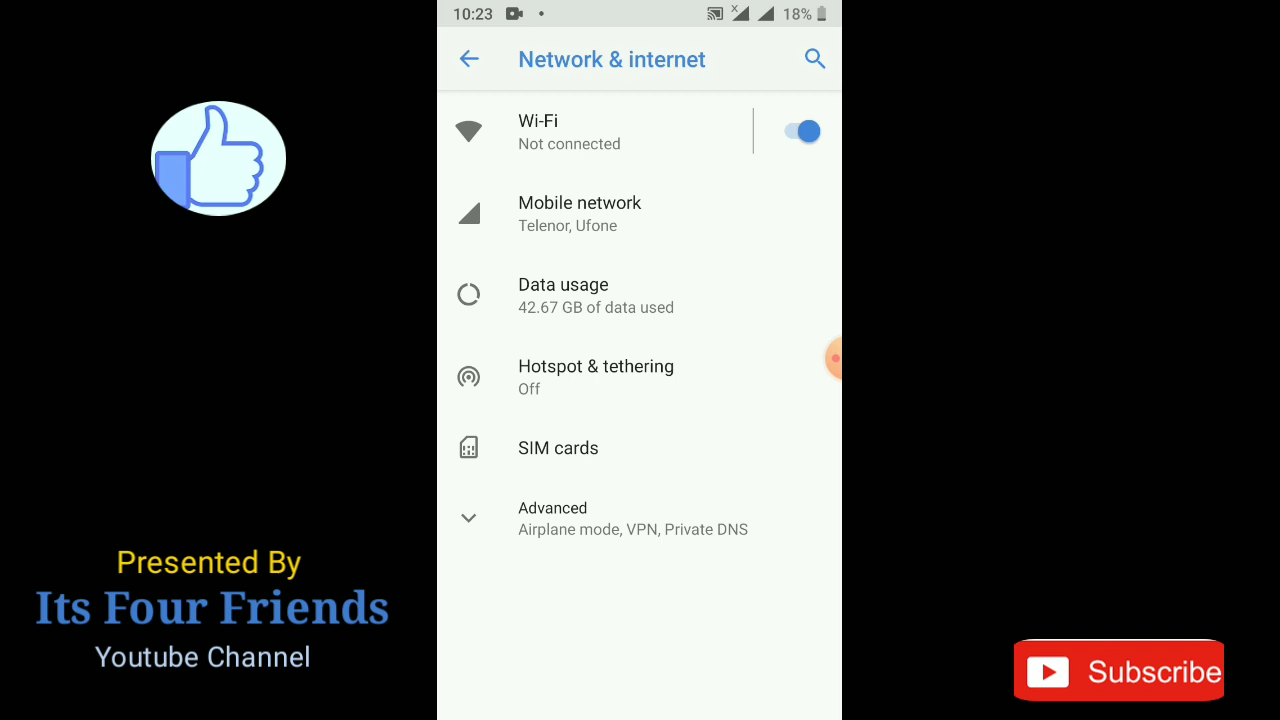 10:23
18%
Network & internet
Wi-Fi
Not connected
Mobile network
Telenor, Ufone
Data usage
42.67 GB of data used
Hotspot & tethering
Off
SIM cards
Advanced
Airplane mode, VPN, Private DNS
Presented By
Its Four Friends
Youtube Channel
Subscribe